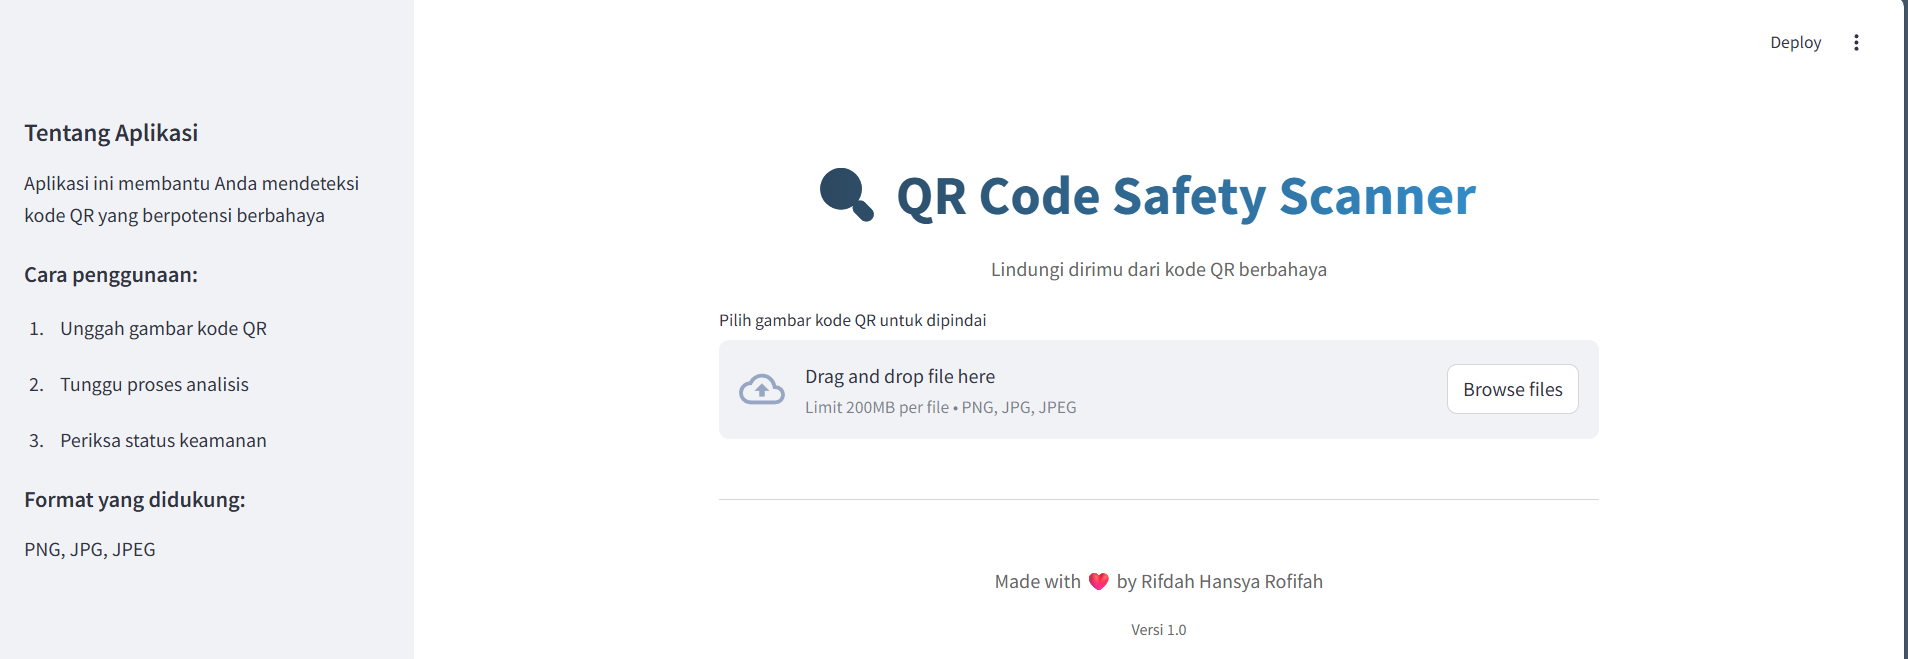 Deploy
Tentang Aplikasi
Aplikasi ini membantu Anda mendeteksi
kode QR yang berpotensi berbahaya
Cara penggunaan:
1. Unggah gambar kode QR
2. Tunggu proses analisis
3. Periksa status keamanan
Format yang didukung:
PNG, JPG, JPEG
QR Code Safety Scanner
Lindungi dirimu dari kode QR berbahaya
Pilih gambar kode QR untuk dipindai
Drag and drop file here
Limit 200MB per file • PNG, JPG, JPEG
Browse files
Made with ❤️ by Rifdah Hansya Rofifah
Versi 1.0